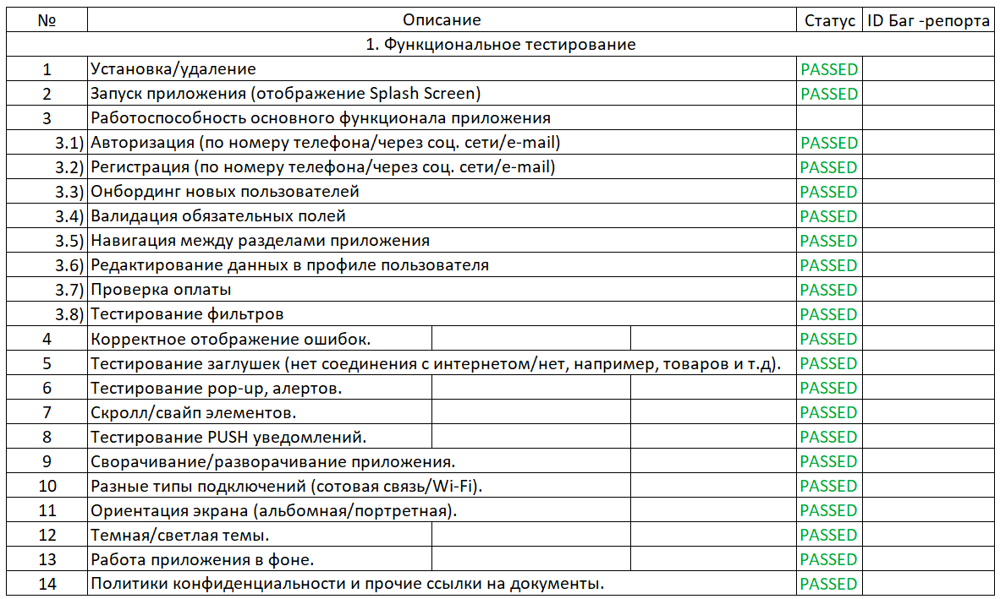 № Описание Статус ID Баг -репорта
1. Функциональное тестирование
1 Установка/удаление PASSED
2 Запуск приложения (отображение Splash Screen) PASSED
3 Работоспособность основного функционала приложения
3.1) Авторизация (по номеру телефона/через соц. сети/e-mail) PASSED
3.2) Регистрация (по номеру телефона/через соц. сети/e-mail) PASSED
3.3) Онбординг новых пользователей PASSED
3.4) Валидация обязательных полей PASSED
3.5) Навигация между разделами приложения PASSED
3.6) Редактирование данных в профиле пользователя PASSED
3.7) Проверка оплаты PASSED
3.8) Тестирование фильтров PASSED
4 Корректное отображение ошибок. PASSED
5 Тестирование заглушек (нет соединения с интернетом/нет, например, товаров и т.д). PASSED
6 Тестирование pop-up, алертов. PASSED
7 Скролл/свайп элементов. PASSED
8 Тестирование PUSH уведомлений. PASSED
9 Сворачивание/разворачивание приложения. PASSED
10 Разные типы подключений (сотовая связь/Wi-Fi). PASSED
11 Ориентация экрана (альбомная/портретная). PASSED
12 Темная/светлая темы. PASSED
13 Работа приложения в фоне. PASSED
14 Политики конфиденциальности и прочие ссылки на документы. PASSED